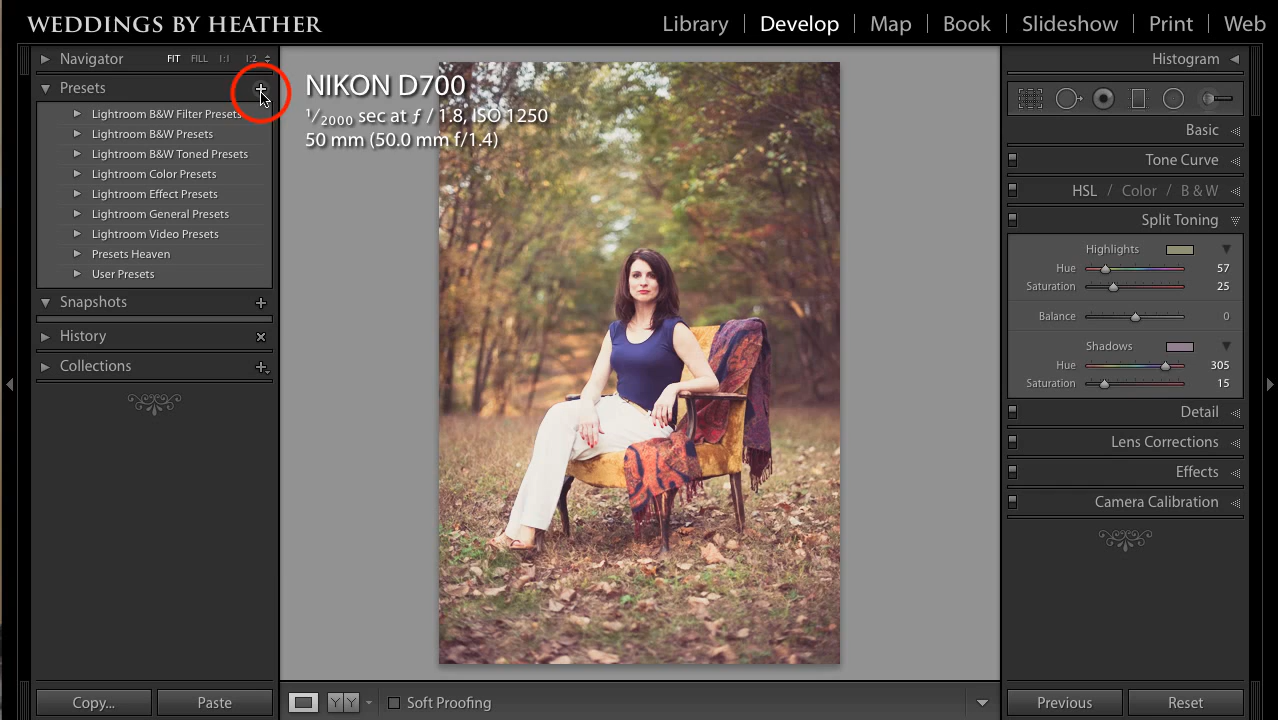 WEDDINGS BY HEATHER
Library | Develop | Map | Book | Slideshow | Print | Web
Navigator FIT FILL 1:1 1:2
Presets +
Lightroom B&W Filter Presets
Lightroom B&W Presets
Lightroom B&W Toned Presets
Lightroom Color Presets
Lightroom Effect Presets
Lightroom General Presets
Lightroom Video Presets
Presets Heaven
User Presets
Snapshots +
History ×
Collections +
Copy... Paste
NIKON D700
1/2000 sec at ƒ / 1.8, ISO 1250
50 mm (50.0 mm f/1.4)
Y Y Soft Proofing
Histogram
Basic
Tone Curve
HSL / Color / B & W
Split Toning
Highlights
Hue 57
Saturation 25
Balance 0
Shadows
Hue 305
Saturation 15
Detail
Lens Corrections
Effects
Camera Calibration
Previous Reset